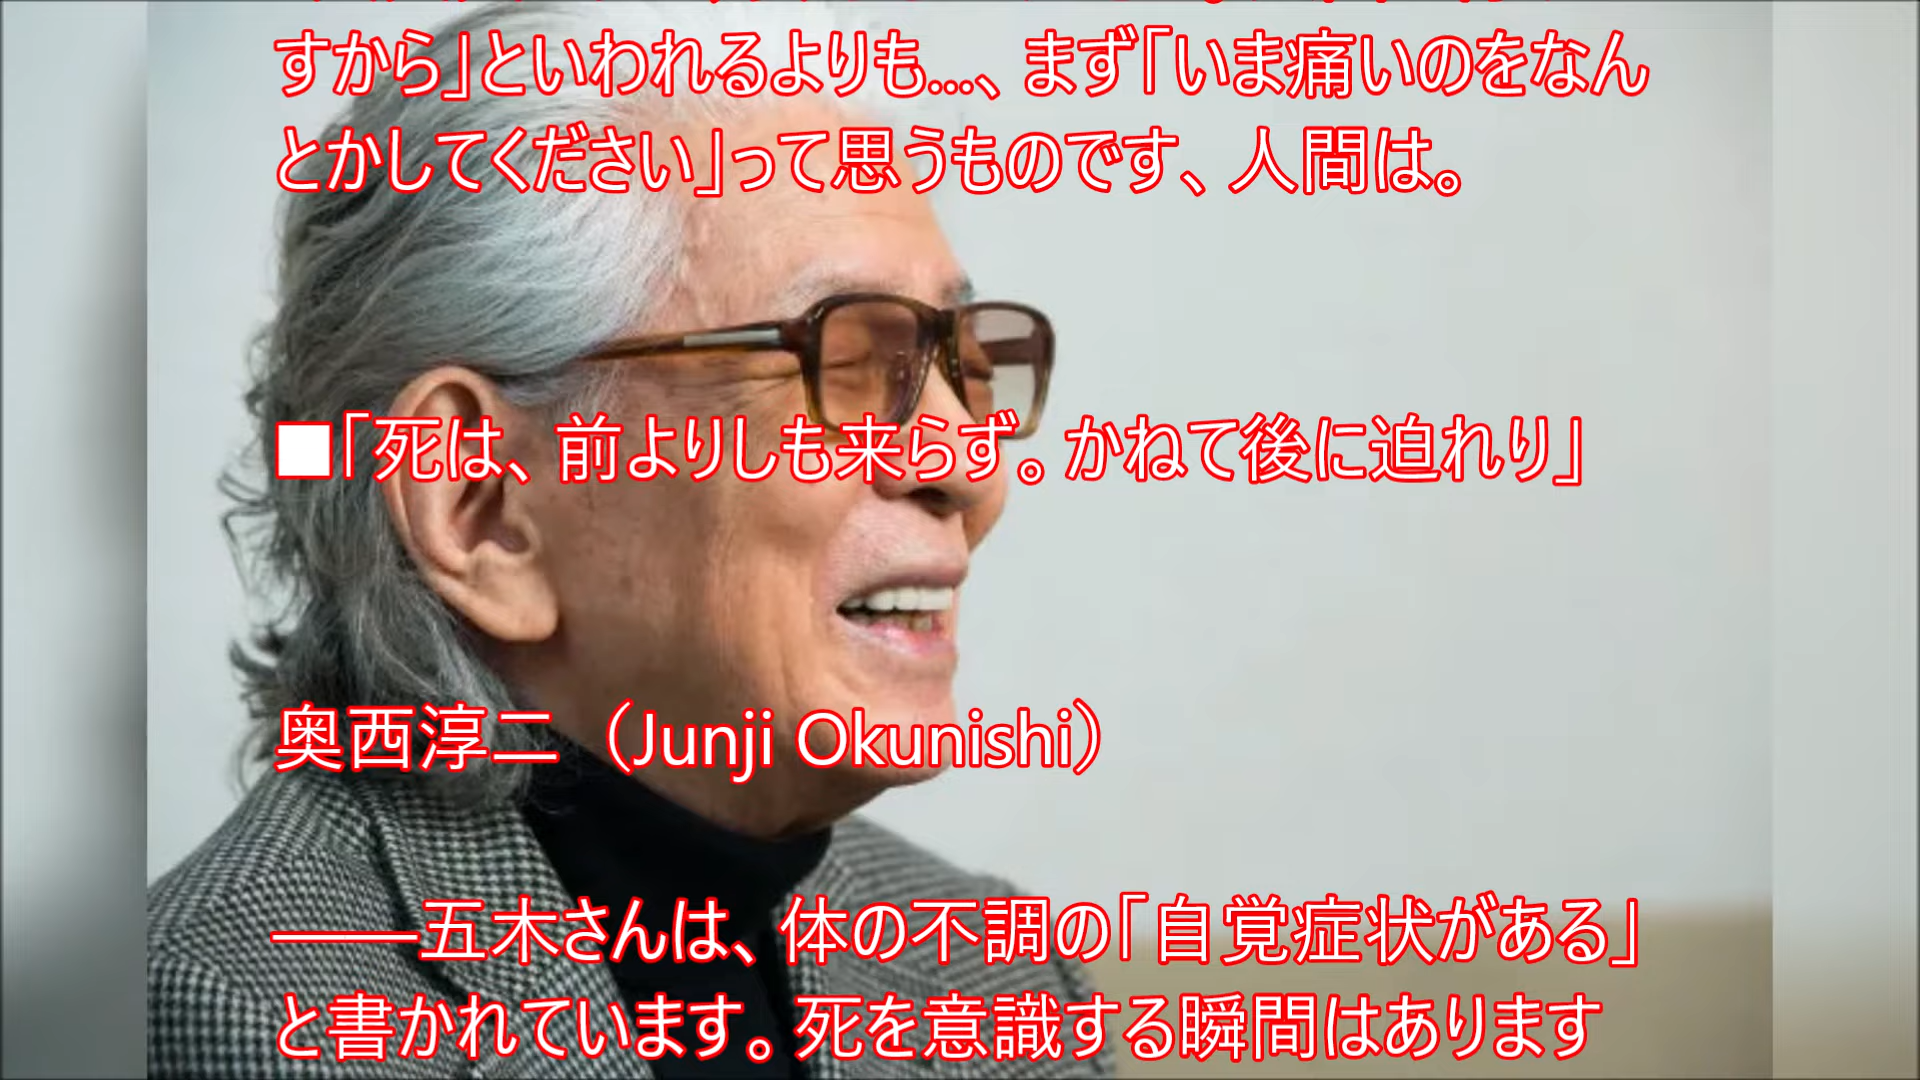 すから」といわれるよりも...、まず「いま痛いのをなん
とかしてください」って思うものです、人間は。
■「死は、前よりしも来らず。かねて後に迫れり」
奥西淳二（Junji Okunishi）
――五木さんは、体の不調の「自覚症状がある」
と書かれています。死を意識する瞬間はあります